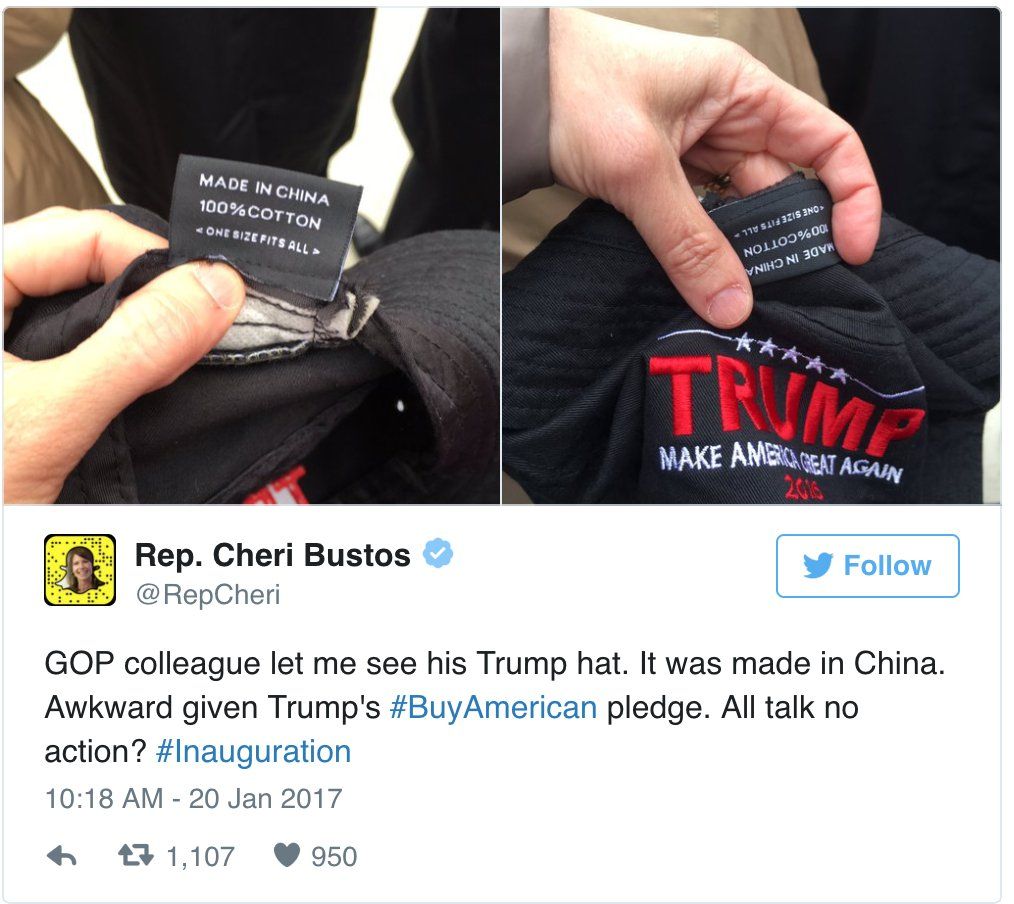 MADE IN CHINA
100%COTTON
<ONE SIZE FITS ALL>
MADE IN CHINA
100%COTTON
<ONE SIZE FITS ALL>
TRUMP
MAKE AMERICA GREAT AGAIN
2016
Rep. Cheri Bustos
@RepCheri
Follow
GOP colleague let me see his Trump hat. It was made in China.
Awkward given Trump's #BuyAmerican pledge. All talk no
action? #Inauguration
10:18 AM - 20 Jan 2017
1,107 950